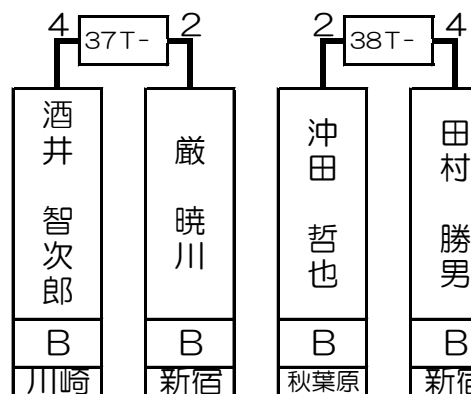 4 37T- 2 2 38T- 4
酒井 智次郎
厳 暁川
沖田 哲也
田村 勝男
B B B B
川崎 新宿 秋葉原 新宿